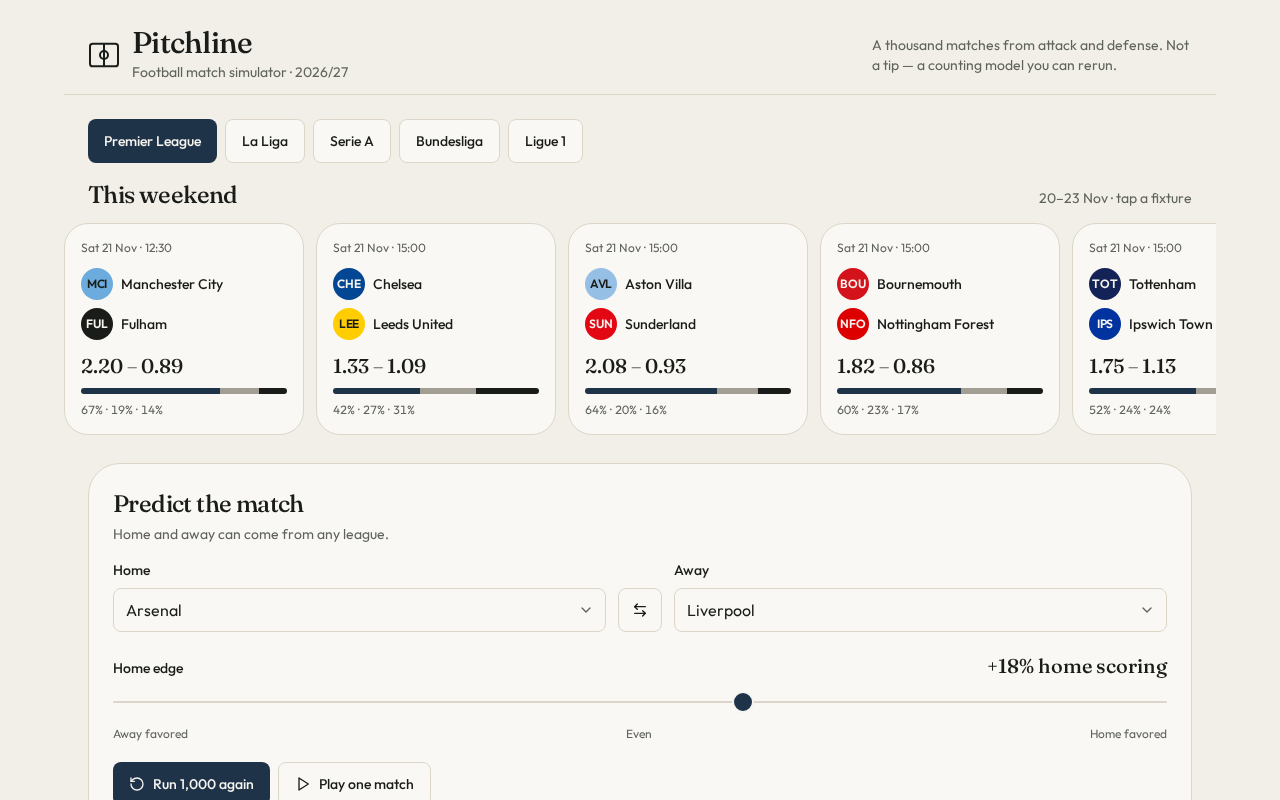 Pitchline
Football match simulator · 2026/27
A thousand matches from attack and defense. Not
a tip — a counting model you can rerun.
Premier League
La Liga
Serie A
Bundesliga
Ligue 1
This weekend
20–23 Nov · tap a fixture
Sat 21 Nov · 12:30
MCI Manchester City
FUL Fulham
2.20 – 0.89
67% · 19% · 14%
Sat 21 Nov · 15:00
CHE Chelsea
LEE Leeds United
1.33 – 1.09
42% · 27% · 31%
Sat 21 Nov · 15:00
AVL Aston Villa
SUN Sunderland
2.08 – 0.93
64% · 20% · 16%
Sat 21 Nov · 15:00
BOU Bournemouth
NFO Nottingham Forest
1.82 – 0.86
60% · 23% · 17%
Sat 21 Nov · 15:00
TOT Tottenham
IPS Ipswich Town
1.75 – 1.13
52% · 24% · 24%
Predict the match
Home and away can come from any league.
Home
Away
Arsenal
Liverpool
Home edge
+18% home scoring
Away favored
Even
Home favored
Run 1,000 again
Play one match